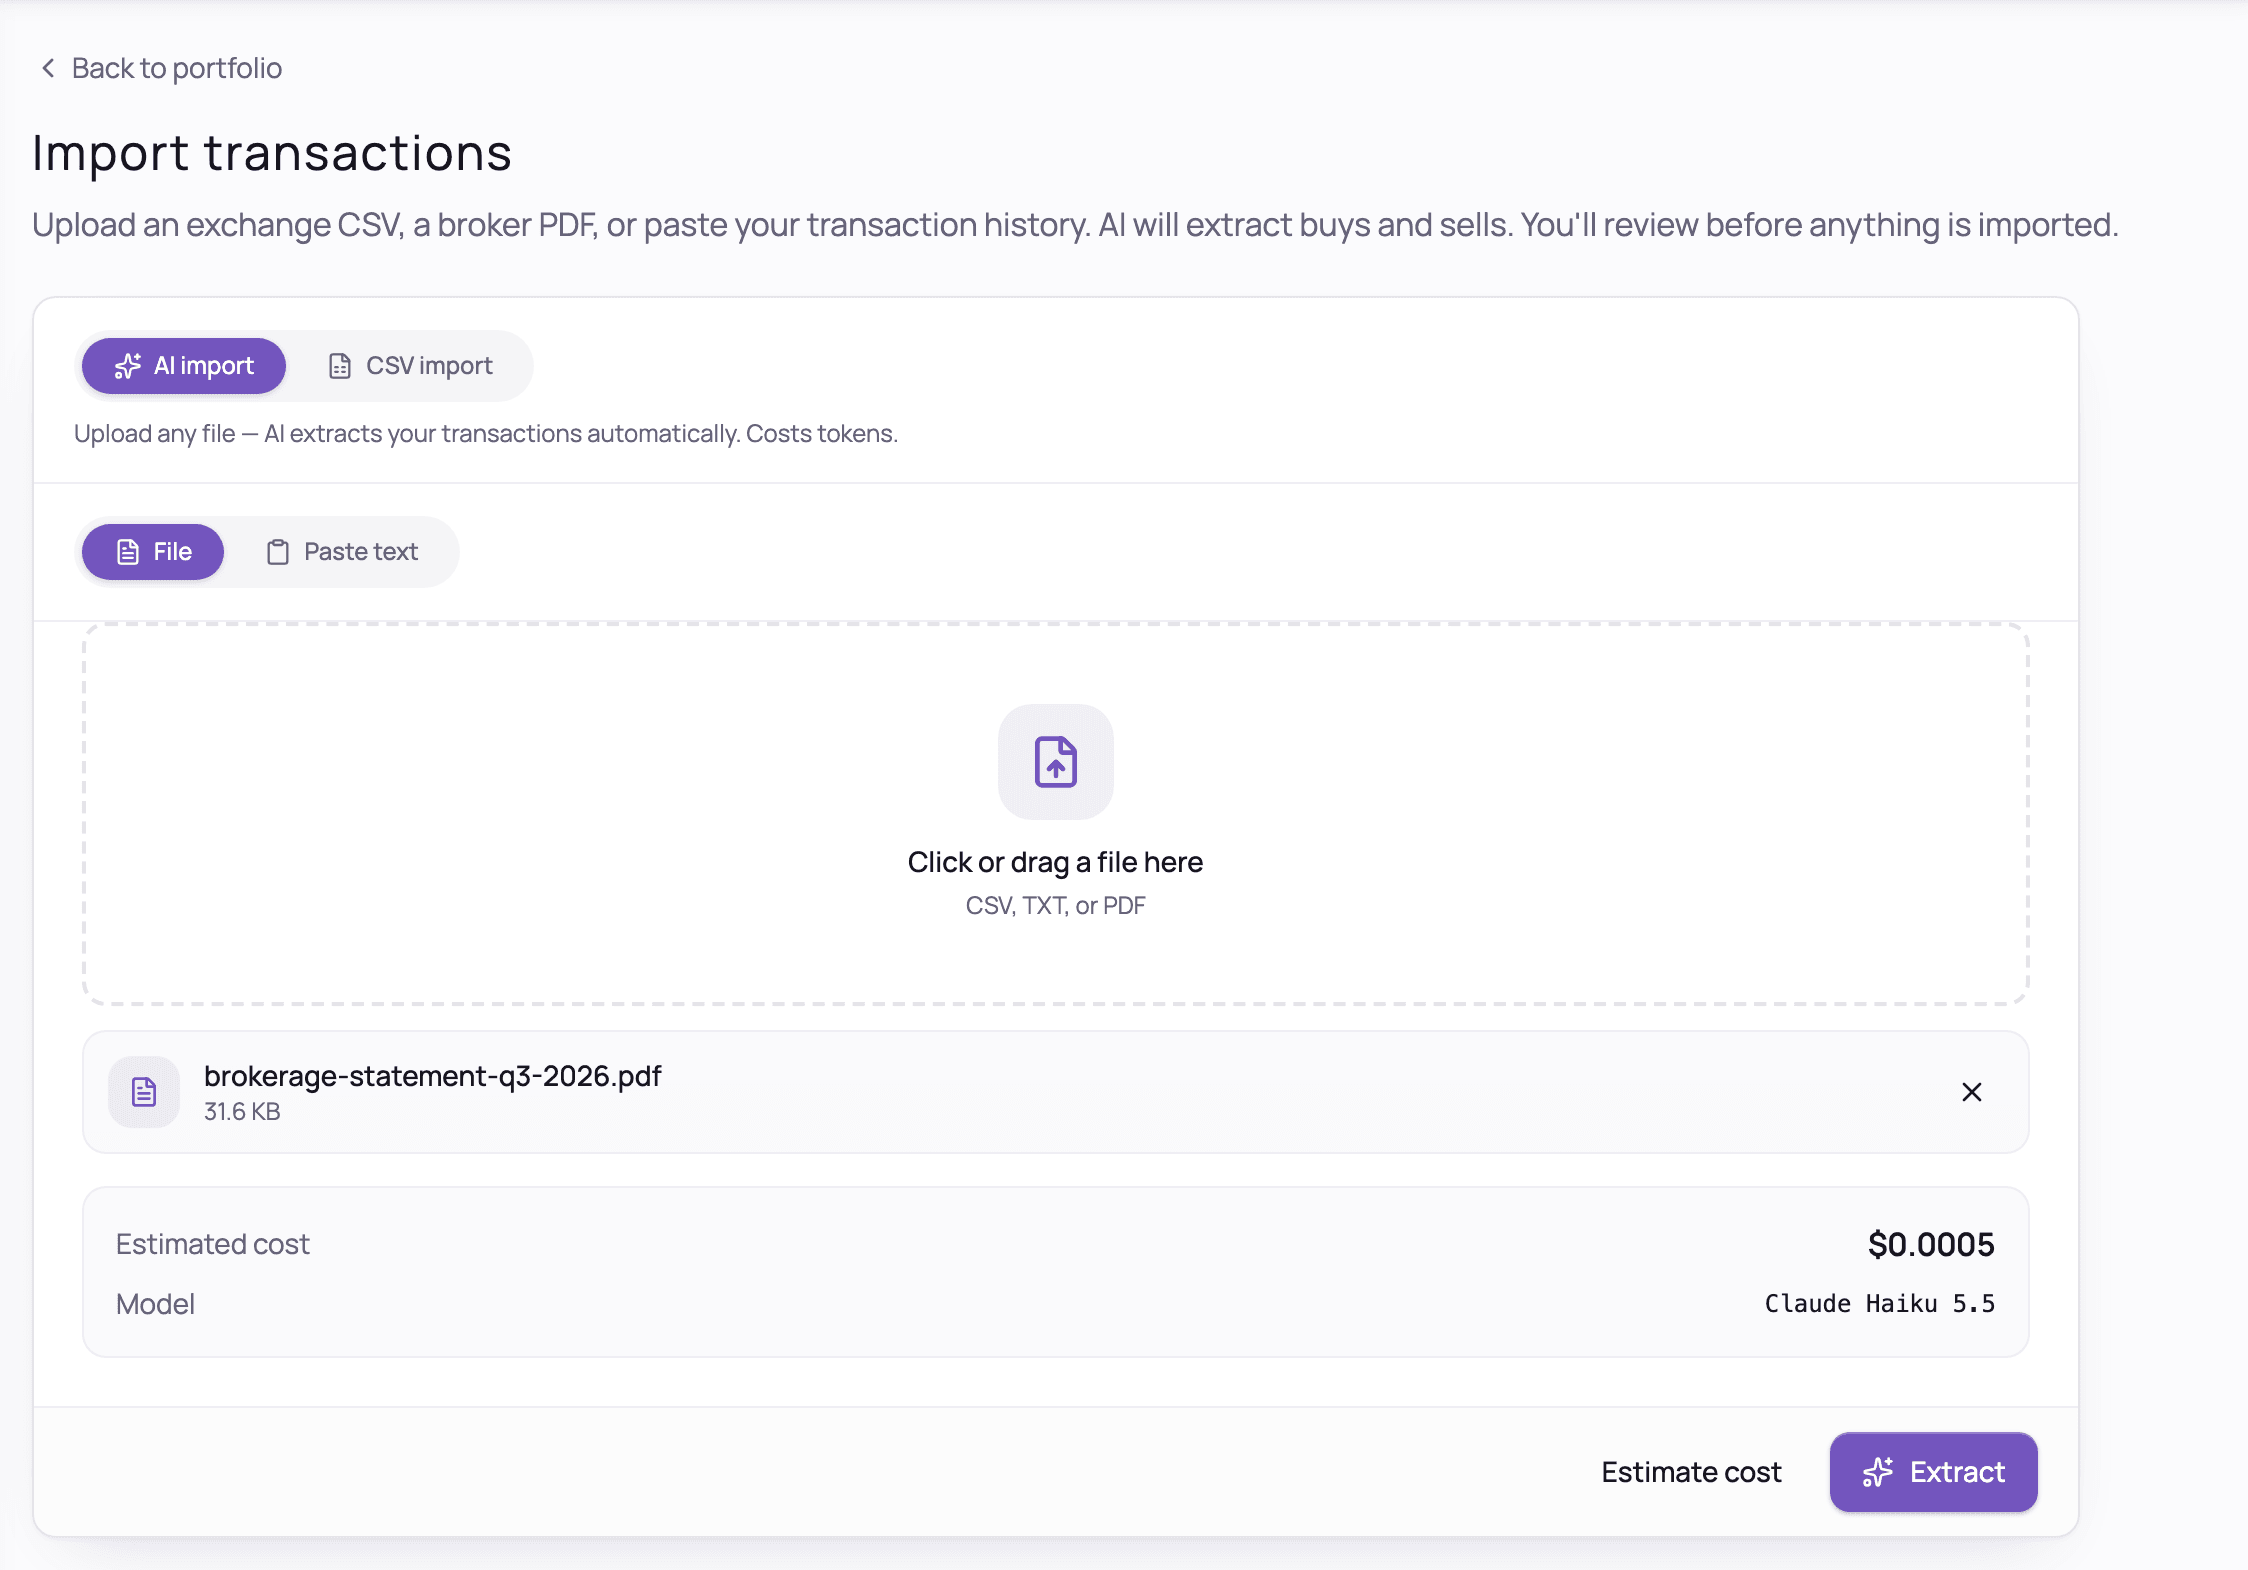 Back to portfolio
Import transactions
Upload an exchange CSV, a broker PDF, or paste your transaction history. AI will extract buys and sells. You'll review before anything is imported.
AI import
CSV import
Upload any file — AI extracts your transactions automatically. Costs tokens.
File
Paste text
Click or drag a file here
CSV, TXT, or PDF
brokerage-statement-q3-2026.pdf
31.6 KB
Estimated cost
$0.0005
Model
Claude Haiku 5.5
Estimate cost
Extract